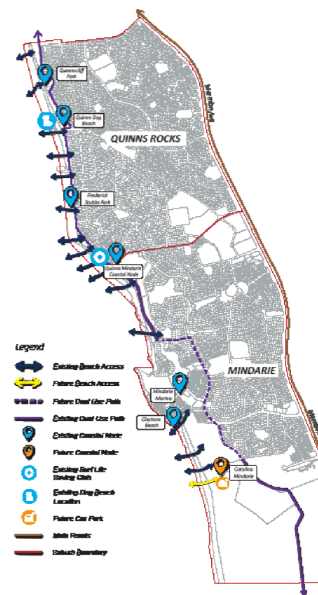 Queenscliff
Park
Quinns Dog
Beach
QUINNS ROCKS
Frederick
Stubbs Park
Quinns Mindarie
Coastal Node
MINDARIE
Mindarie
Marina
Claytons
Beach
Catalina
Mindarie
Legend
Existing Beach Access
Future Beach Access
Future Dual Use Path
Existing Dual Use Path
Existing Coastal Node
Future Coastal Node
Existing Surf Life
Saving Club
Existing Dog Beach
Location
Future Car Park
Main Roads
Suburb Boundary